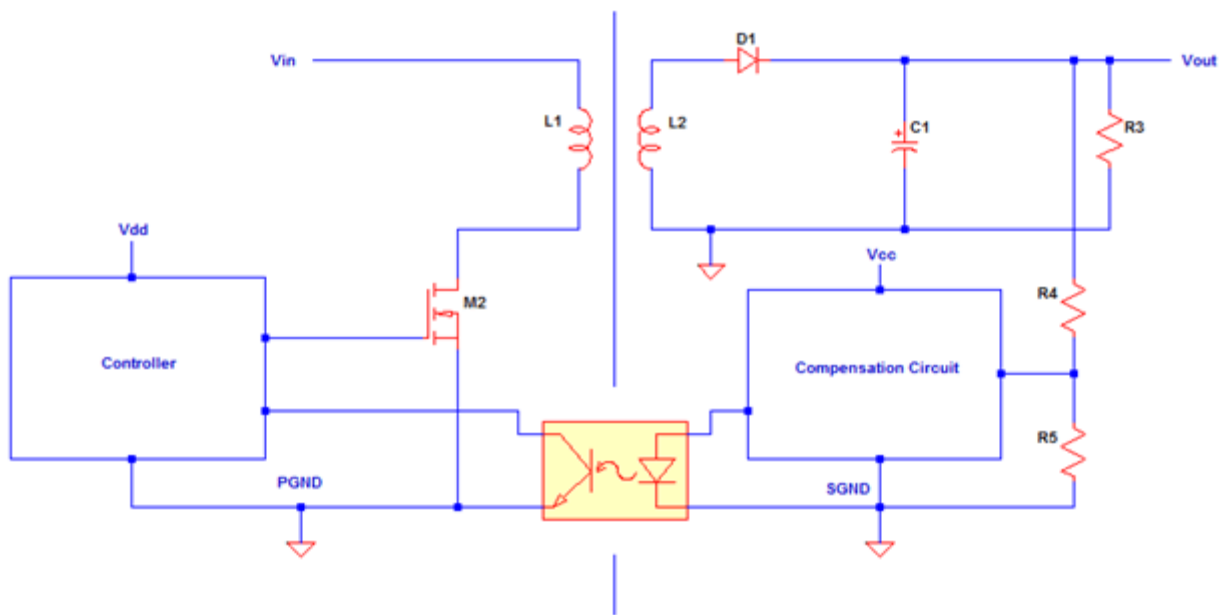 D1
Vin
Vout
L1
L2
C1
+
R3
Vdd
Vcc
M2
R4
Controller
Compensation Circuit
R5
PGND
SGND